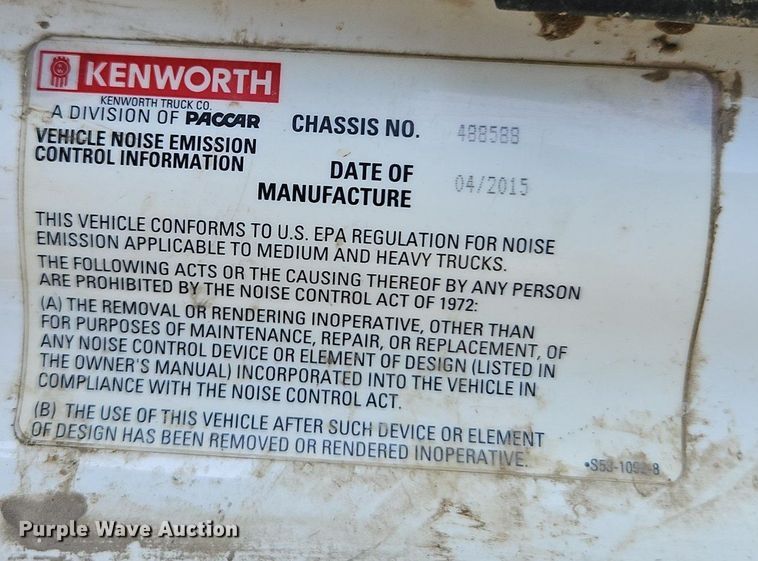 KENWORTH
KENWORTH TRUCK CO.
A DIVISION OF PACCAR
VEHICLE NOISE EMISSION
CONTROL INFORMATION
CHASSIS NO. 488588
DATE OF
MANUFACTURE 04/2015
THIS VEHICLE CONFORMS TO U.S. EPA REGULATION FOR NOISE
EMISSION APPLICABLE TO MEDIUM AND HEAVY TRUCKS.
THE FOLLOWING ACTS OR THE CAUSING THEREOF BY ANY PERSON
ARE PROHIBITED BY THE NOISE CONTROL ACT OF 1972:
(A) THE REMOVAL OR RENDERING INOPERATIVE, OTHER THAN
FOR PURPOSES OF MAINTENANCE, REPAIR, OR REPLACEMENT, OF
ANY NOISE CONTROL DEVICE OR ELEMENT OF DESIGN (LISTED IN
THE OWNER'S MANUAL) INCORPORATED INTO THE VEHICLE IN
COMPLIANCE WITH THE NOISE CONTROL ACT.
(B) THE USE OF THIS VEHICLE AFTER SUCH DEVICE OR ELEMENT
OF DESIGN HAS BEEN REMOVED OR RENDERED INOPERATIVE.
Purple Wave Auction